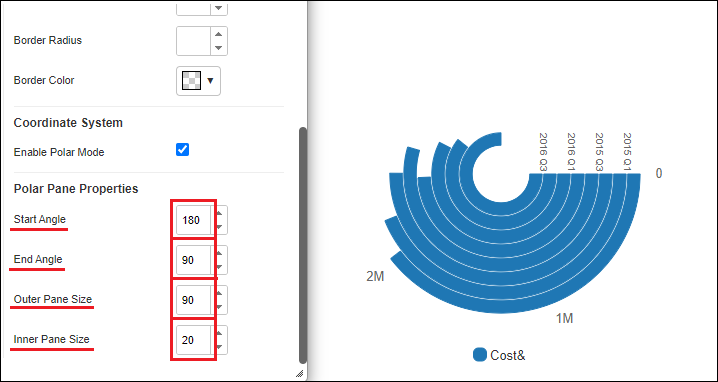 Border Radius
Border Color
Coordinate System
Enable Polar Mode
Polar Pane Properties
Start Angle
180
End Angle
90
Outer Pane Size
90
Inner Pane Size
20
2016 Q3
2016 Q1
2015 Q3
2015 Q1
0
2M
1M
Cost&